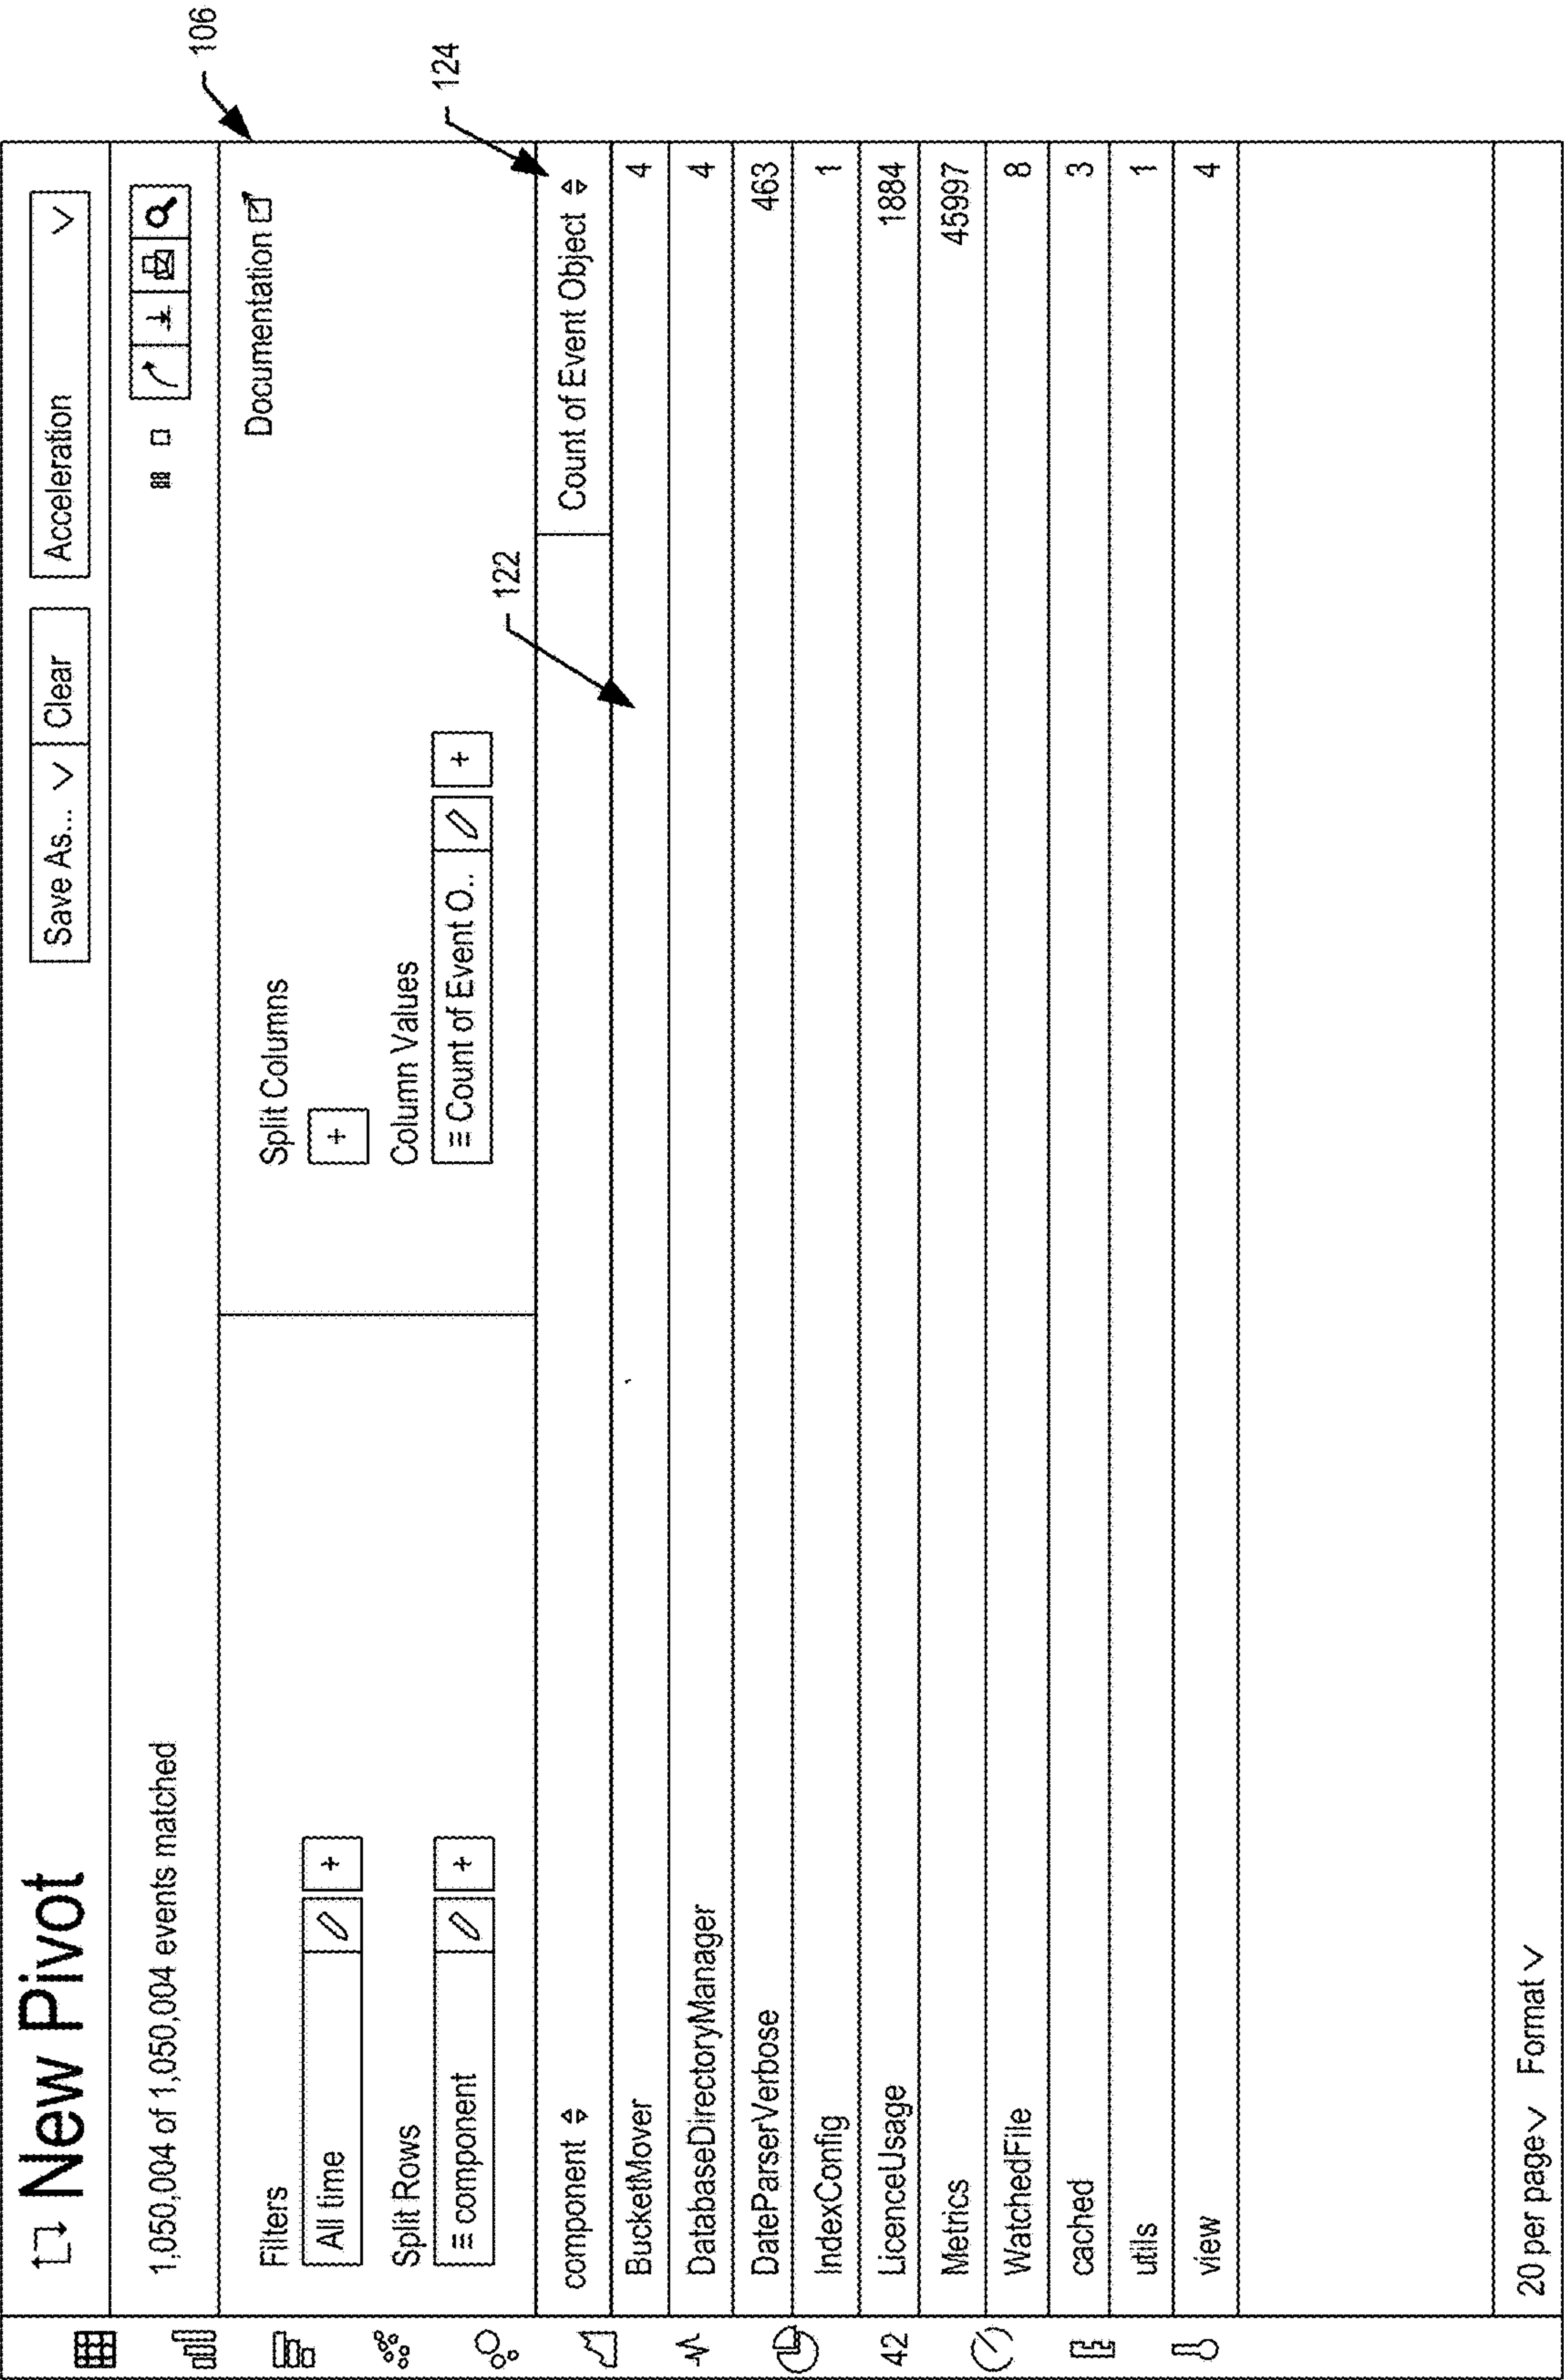 New Pivot
Save As... Clear Acceleration
1,050,004 of 1,050,004 events matched
106
Filters Split Columns Documentation
All time +
+
Split Rows Column Values
≡ component + ≡ Count of Event O.. +
124
122
component Count of Event Object
BucketMover 4
DatabaseDirectoryManager 4
DateParserVerbose 463
IndexConfig 1
42 LicenceUsage 1884
Metrics 45997
WatchedFile 8
cached 3
utils 1
view 4
20 per page Format